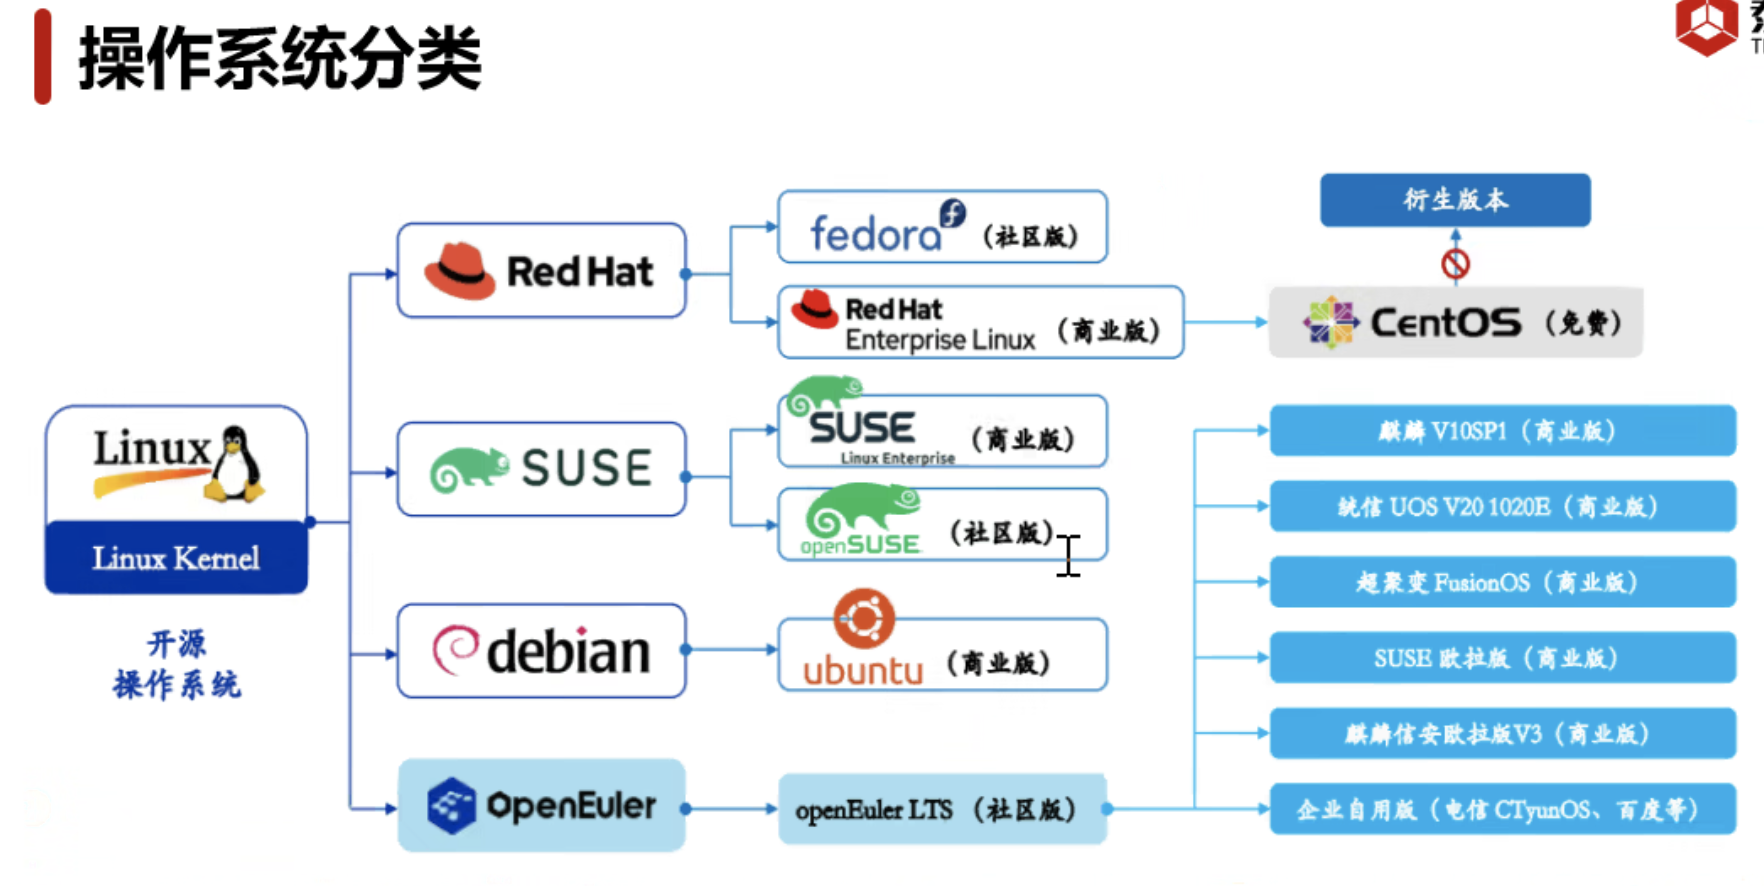 操作系统分类
Linux
Linux Kernel
开源
操作系统
Red Hat
fedora（社区版）
Red Hat
Enterprise Linux（商业版）
CentOS（免费）
衍生版本
SUSE
SUSE
Linux Enterprise
（商业版）
openSUSE
（社区版）
debian
ubuntu（商业版）
OpenEuler
openEuler LTS（社区版）
麒麟 V10SP1（商业版）
统信 UOS V20 1020E（商业版）
超聚变 FusionOS（商业版）
SUSE 欧拉版（商业版）
麒麟信安欧拉版V3（商业版）
企业自用版（电信 CTyunOS、百度等）